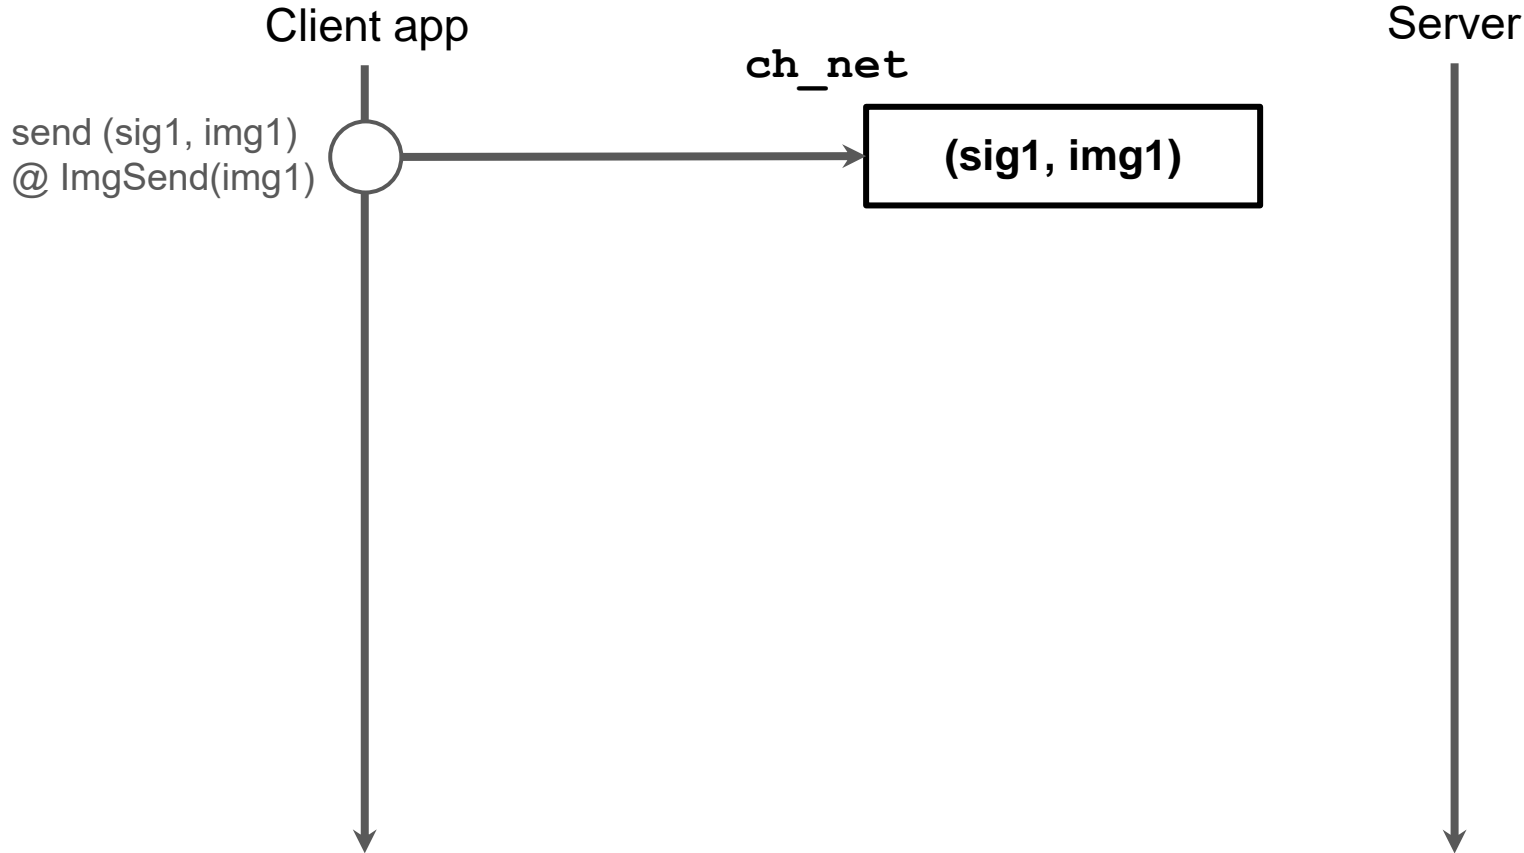 Client app
Server
ch_net
send (sig1, img1)
@ ImgSend(img1)
(sig1, img1)